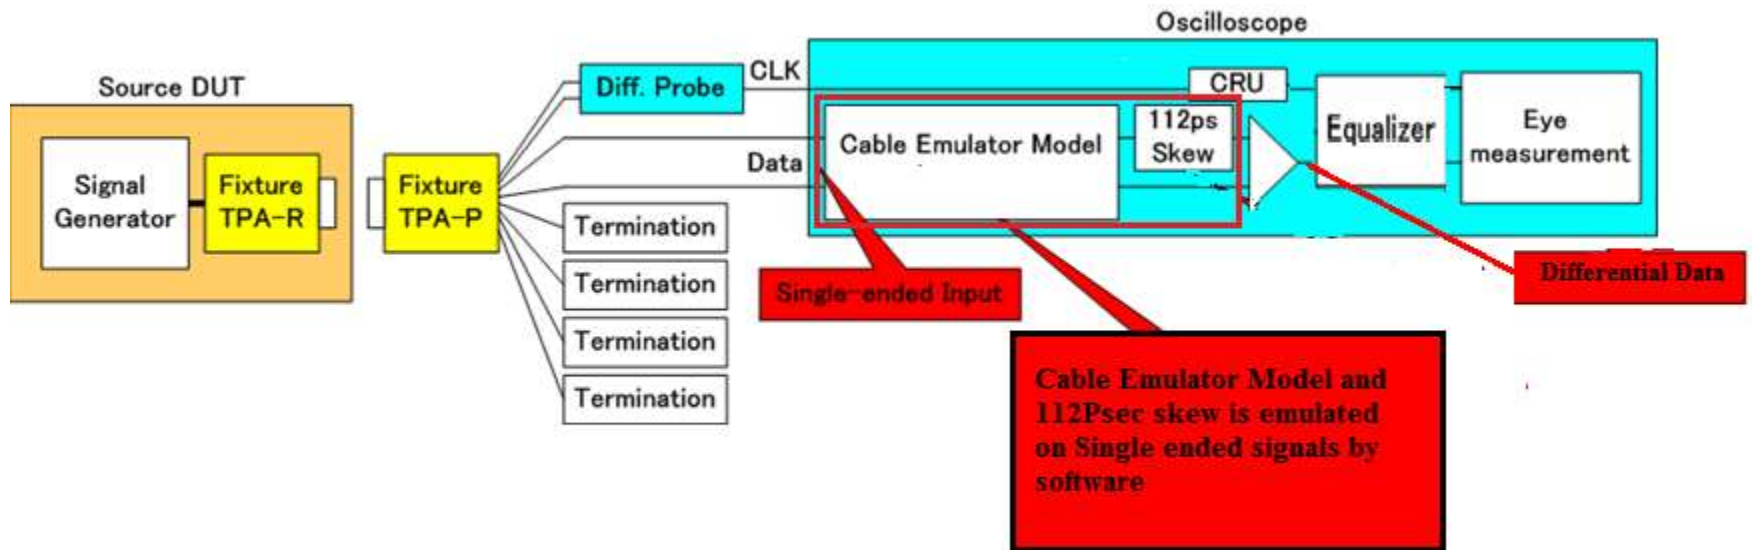 Oscilloscope
Source DUT
Signal
Generator
Fixture
TPA-R
Fixture
TPA-P
Diff. Probe
CLK
Data
Termination
Termination
Termination
Termination
Cable Emulator Model
112ps
Skew
CRU
Equalizer
Eye
measurement
Single-ended Input
Differential Data
Cable Emulator Model and
112Psec skew is emulated
on Single ended signals by
software